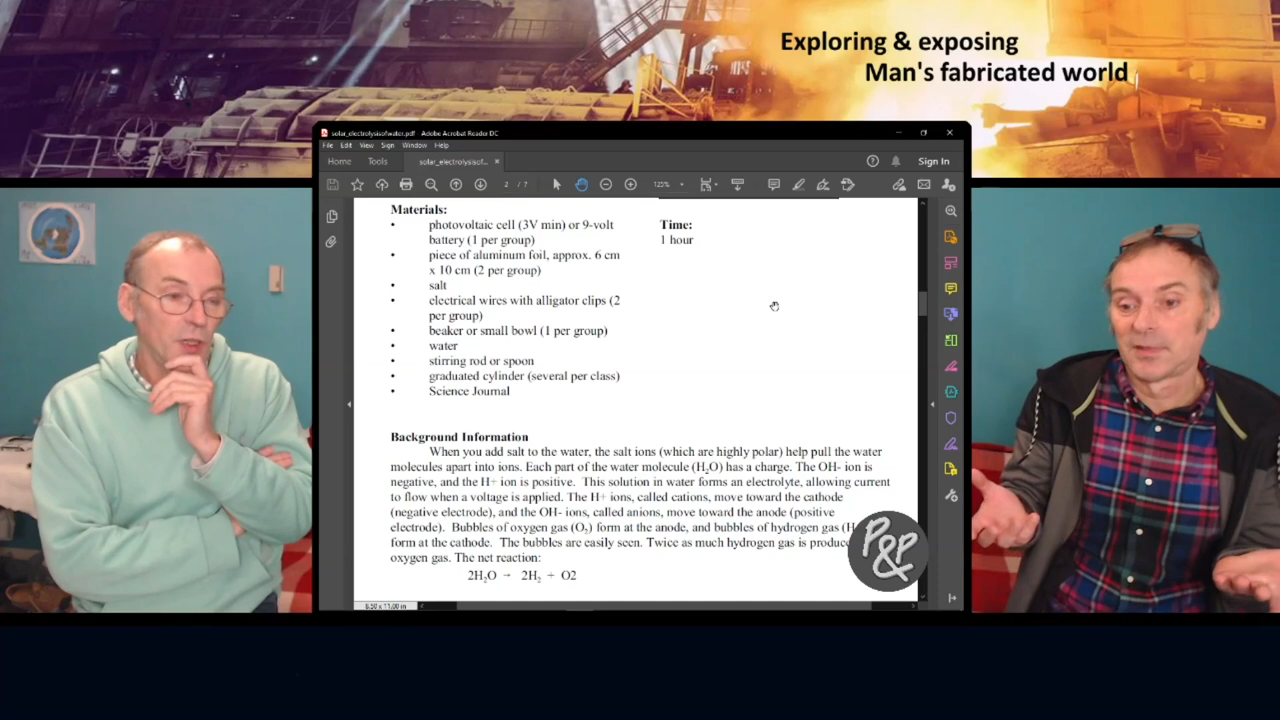 Exploring & exposing
Man's fabricated world
solar_electrolysisofwater.pdf - Adobe Acrobat Reader DC
File Edit View Sign Window Help
Home Tools solar_electrolysisof... × Sign In
2 / 7 125%
Materials:
• photovoltaic cell (3V min) or 9-volt
battery (1 per group)
• piece of aluminum foil, approx. 6 cm
x 10 cm (2 per group)
• salt
• electrical wires with alligator clips (2
per group)
• beaker or small bowl (1 per group)
• water
• stirring rod or spoon
• graduated cylinder (several per class)
• Science Journal
Time:
1 hour
Background Information
When you add salt to the water, the salt ions (which are highly polar) help pull the water
molecules apart into ions. Each part of the water molecule (H₂O) has a charge. The OH- ion is
negative, and the H+ ion is positive. This solution in water forms an electrolyte, allowing current
to flow when a voltage is applied. The H+ ions, called cations, move toward the cathode
(negative electrode), and the OH- ions, called anions, move toward the anode (positive
electrode). Bubbles of oxygen gas (O₂) form at the anode, and bubbles of hydrogen gas (H
form at the cathode. The bubbles are easily seen. Twice as much hydrogen gas is produce
oxygen gas. The net reaction:
2H₂O → 2H₂ + O2
P&P
8.50 x 11.00 in